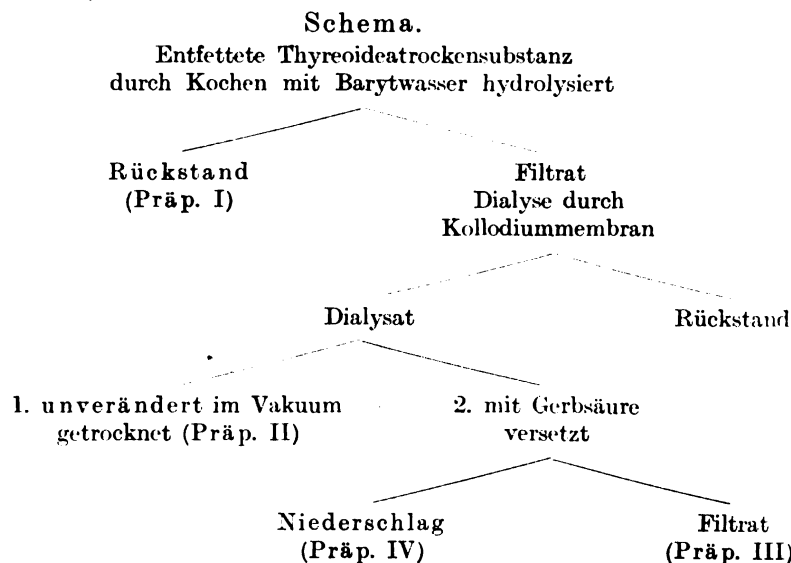 Schema.
Entfettete Thyreoideatrockensubstanz
durch Kochen mit Barytwasser hydrolysiert
Rückstand
(Präp. I)
Filtrat
Dialyse durch
Kollodiummembran
Dialysat
Rückstand
1. unverändert im Vakuum
getrocknet (Präp. II)
2. mit Gerbsäure
versetzt
Niederschlag
(Präp. IV)
Filtrat
(Präp. III)